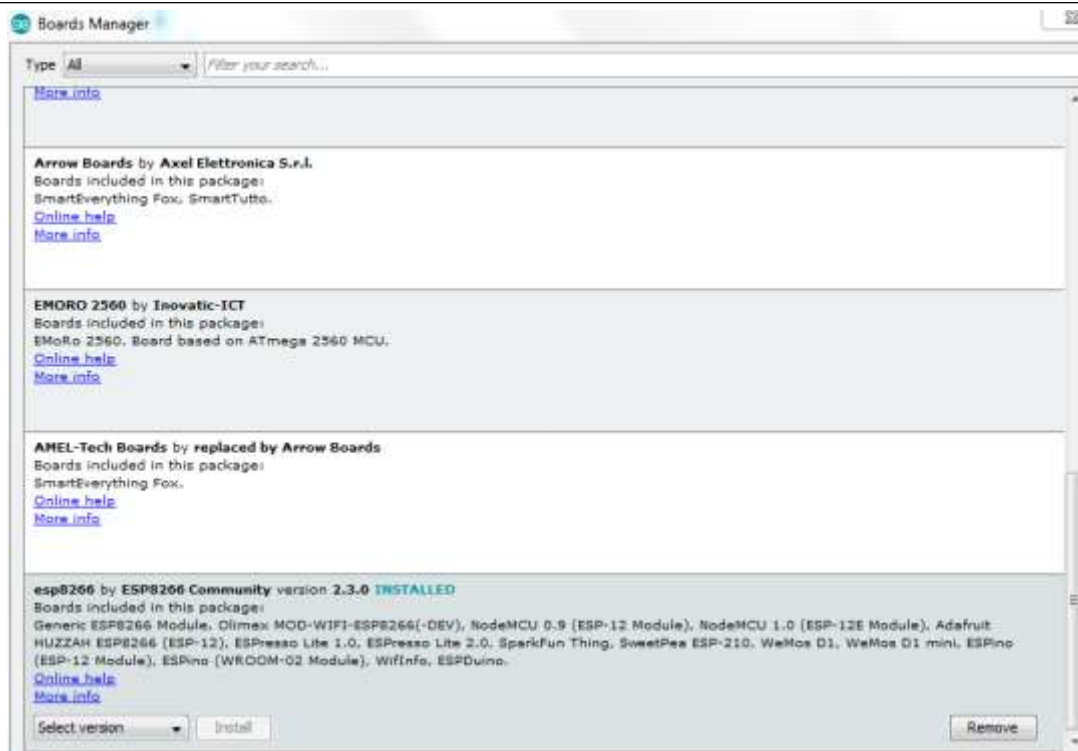 Boards Manager
Type All Filter your search...
More info
Arrow Boards by Axel Elettronica S.r.l.
Boards included in this package:
SmartEverything Fox, SmartTutto.
Online help
More info
EMORO 2560 by Inovatic-ICT
Boards included in this package:
EMoRo 2560. Board based on ATmega 2560 MCU.
Online help
More info
AMEL-Tech Boards by replaced by Arrow Boards
Boards included in this package:
SmartEverything Fox.
Online help
More info
esp8266 by ESP8266 Community version 2.3.0 INSTALLED
Boards included in this package:
Generic ESP8266 Module, Olimex MOD-WIFI-ESP8266(-DEV), NodeMCU 0.9 (ESP-12 Module), NodeMCU 1.0 (ESP-12E Module), Adafruit
HUZZAH ESP8266 (ESP-12), ESPresso Lite 1.0, ESPresso Lite 2.0, SparkFun Thing, SweetPea ESP-210, WeMos D1, WeMos D1 mini, ESPino
(ESP-12 Module), ESPino (WROOM-02 Module), WifInfo, ESPDuino.
Online help
More info
Select version Install Remove